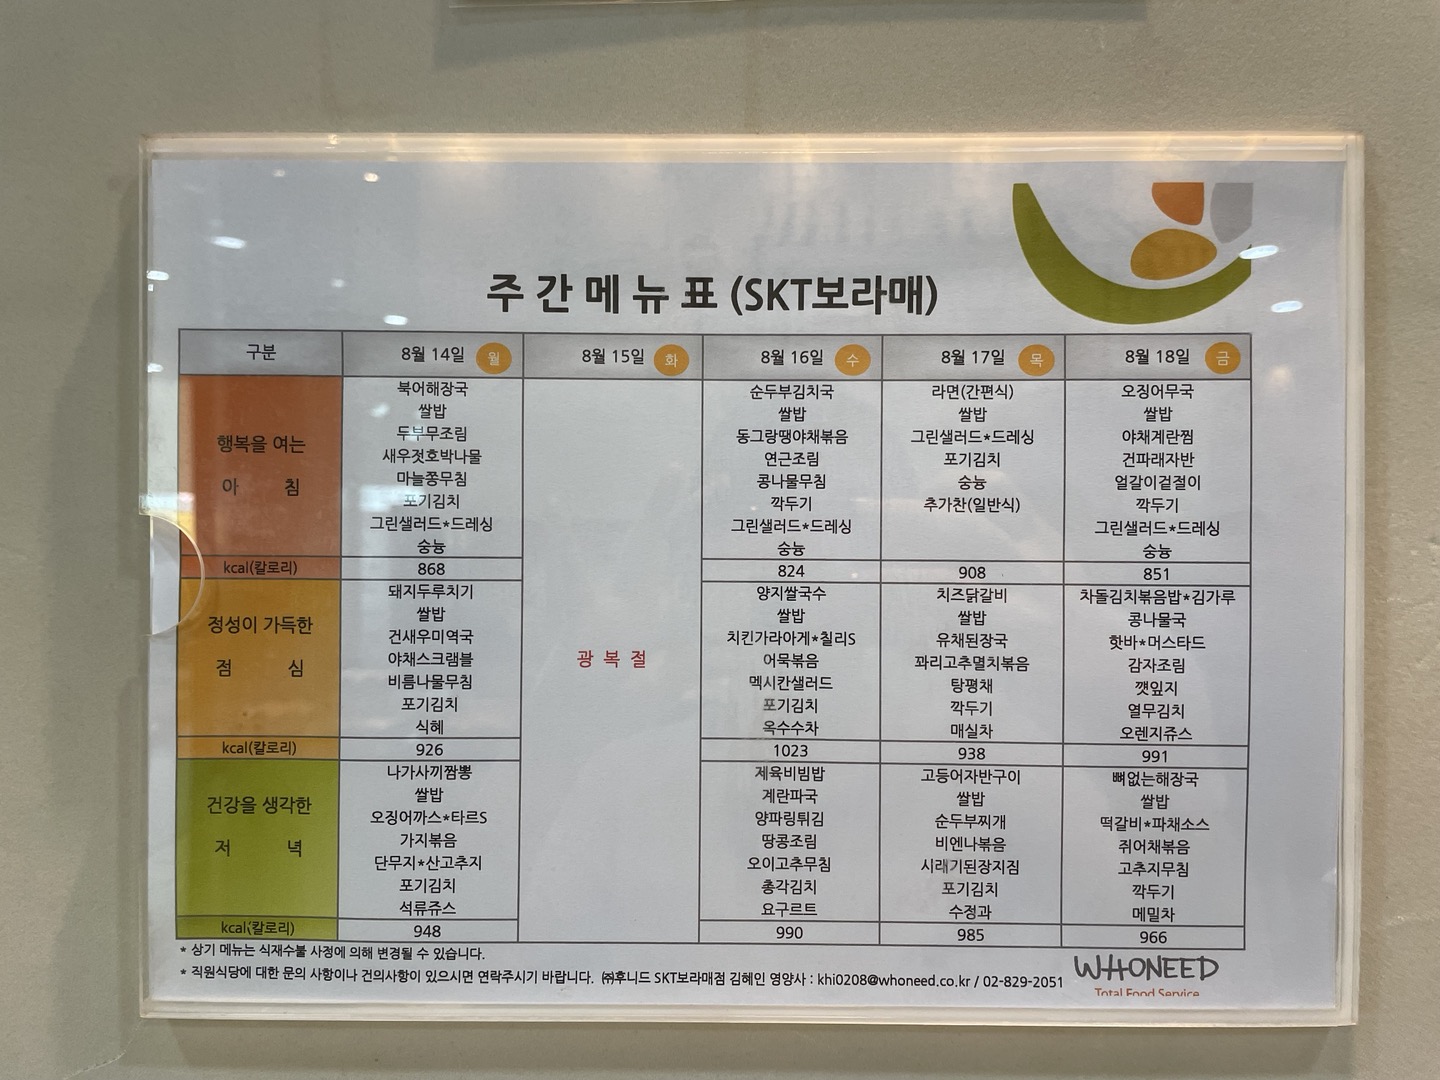 주간메뉴표 (SKT보라매)
구분
8월 14일 월
8월 15일 화
8월 16일 수
8월 17일 목
8월 18일 금
행복을 여는
아 침
북어해장국
쌀밥
두부무조림
새우젓호박나물
마늘쫑무침
포기김치
그린샐러드*드레싱
숭늉
순두부김치국
쌀밥
동그랑땡야채볶음
연근조림
콩나물무침
깍두기
그린샐러드*드레싱
숭늉
라면(간편식)
쌀밥
그린샐러드*드레싱
포기김치
숭늉
추가찬(일반식)
오징어무국
쌀밥
야채계란찜
건파래자반
얼갈이겉절이
깍두기
그린샐러드*드레싱
숭늉
kcal(칼로리)
868
824
908
851
정성이 가득한
점 심
돼지두루치기
쌀밥
건새우미역국
야채스크램블
비름나물무침
포기김치
식혜
광 복 절
양지쌀국수
쌀밥
치킨가라아게*칠리S
어묵볶음
멕시칸샐러드
포기김치
옥수수차
치즈닭갈비
쌀밥
유채된장국
꽈리고추멸치볶음
탕평채
깍두기
매실차
차돌김치볶음밥*김가루
콩나물국
핫바*머스타드
감자조림
깻잎지
열무김치
오렌지쥬스
kcal(칼로리)
926
1023
938
991
건강을 생각한
저 녁
나가사끼짬뽕
쌀밥
오징어까스*타르S
가지볶음
단무지*산고추지
포기김치
석류쥬스
제육비빔밥
계란파국
양파링튀김
땅콩조림
오이고추무침
총각김치
요구르트
고등어자반구이
쌀밥
순두부찌개
비엔나볶음
시래기된장지짐
포기김치
수정과
뼈없는해장국
쌀밥
떡갈비*파채소스
쥐어채볶음
고추지무침
깍두기
메밀차
kcal(칼로리)
948
990
985
966
* 상기 메뉴는 식재수불 사정에 의해 변경될 수 있습니다.
* 직원식당에 대한 문의 사항이나 건의사항이 있으시면 연락주시기 바랍니다. ㈜후니드 SKT보라매점 김혜인 영양사 : khi0208@whoneed.co.kr / 02-829-2051
WHONEED
Total Food Service